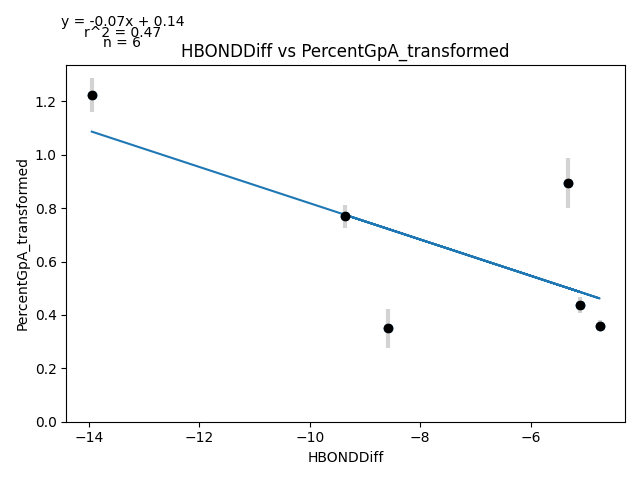 y = -0.07x + 0.14
r^2 = 0.47
n = 6
HBONDDiff vs PercentGpA_transformed
PercentGpA_transformed
1.2
1.0
0.8
0.6
0.4
0.2
0.0
−14
−12
−10
−8
−6
HBONDDiff